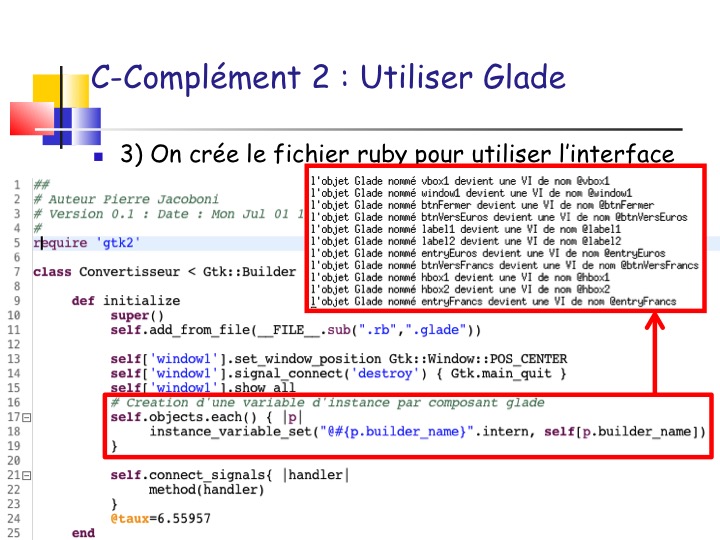 C-Complément 2 : Utiliser Glade
3) On crée le fichier ruby pour utiliser l'interface
l'objet Glade nommé vbox1 devient une VI de nom @vbox1
l'objet Glade nommé window1 devient une VI de nom @window1
l'objet Glade nommé btnFermer devient une VI de nom @btnFermer
l'objet Glade nommé btnVersEuros devient une VI de nom @btnVersEuros
l'objet Glade nommé label1 devient une VI de nom @label1
l'objet Glade nommé label2 devient une VI de nom @label2
l'objet Glade nommé entryEuros devient une VI de nom @entryEuros
l'objet Glade nommé btnVersFrancs devient une VI de nom @btnVersFrancs
l'objet Glade nommé hbox1 devient une VI de nom @hbox1
l'objet Glade nommé hbox2 devient une VI de nom @hbox2
l'objet Glade nommé entryFrancs devient une VI de nom @entryFrancs
1 ##
2 # Auteur Pierre Jacoboni
3 # Version 0.1 : Date : Mon Jul 01 1
4 #
5 require 'gtk2'
6
7 class Convertisseur < Gtk::Builder
8
9 def initialize
10 super()
11 self.add_from_file(__FILE__.sub(".rb",".glade"))
12
13 self['window1'].set_window_position Gtk::Window::POS_CENTER
14 self['window1'].signal_connect('destroy') { Gtk.main_quit }
15 self['window1'].show_all
16 # Creation d'une variable d'instance par composant glade
17 self.objects.each() { |p|
18 instance_variable_set("@#{p.builder_name}".intern, self[p.builder_name])
19 }
20
21 self.connect_signals{ |handler|
22 method(handler)
23 }
24 @taux=6.55957
25 end